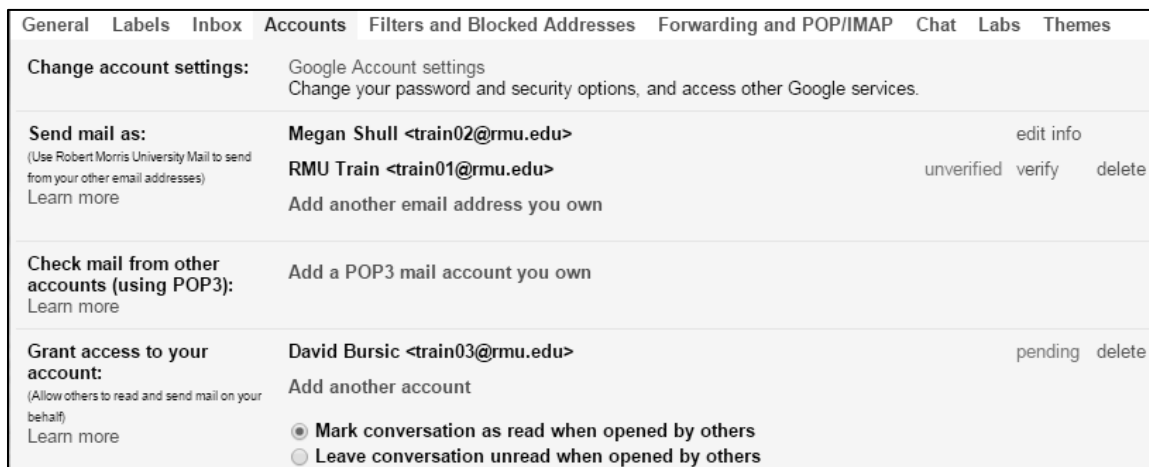 General Labels Inbox Accounts Filters and Blocked Addresses Forwarding and POP/IMAP Chat Labs Themes
Change account settings: Google Account settings
Change your password and security options, and access other Google services.
Send mail as: Megan Shull <train02@rmu.edu> edit info
(Use Robert Morris University Mail to send
from your other email addresses)
Learn more
RMU Train <train01@rmu.edu> unverified verify delete
Add another email address you own
Check mail from other
accounts (using POP3):
Learn more
Add a POP3 mail account you own
Grant access to your
account:
(Allow others to read and send mail on your
behalf)
Learn more
David Bursic <train03@rmu.edu> pending delete
Add another account
Mark conversation as read when opened by others
Leave conversation unread when opened by others